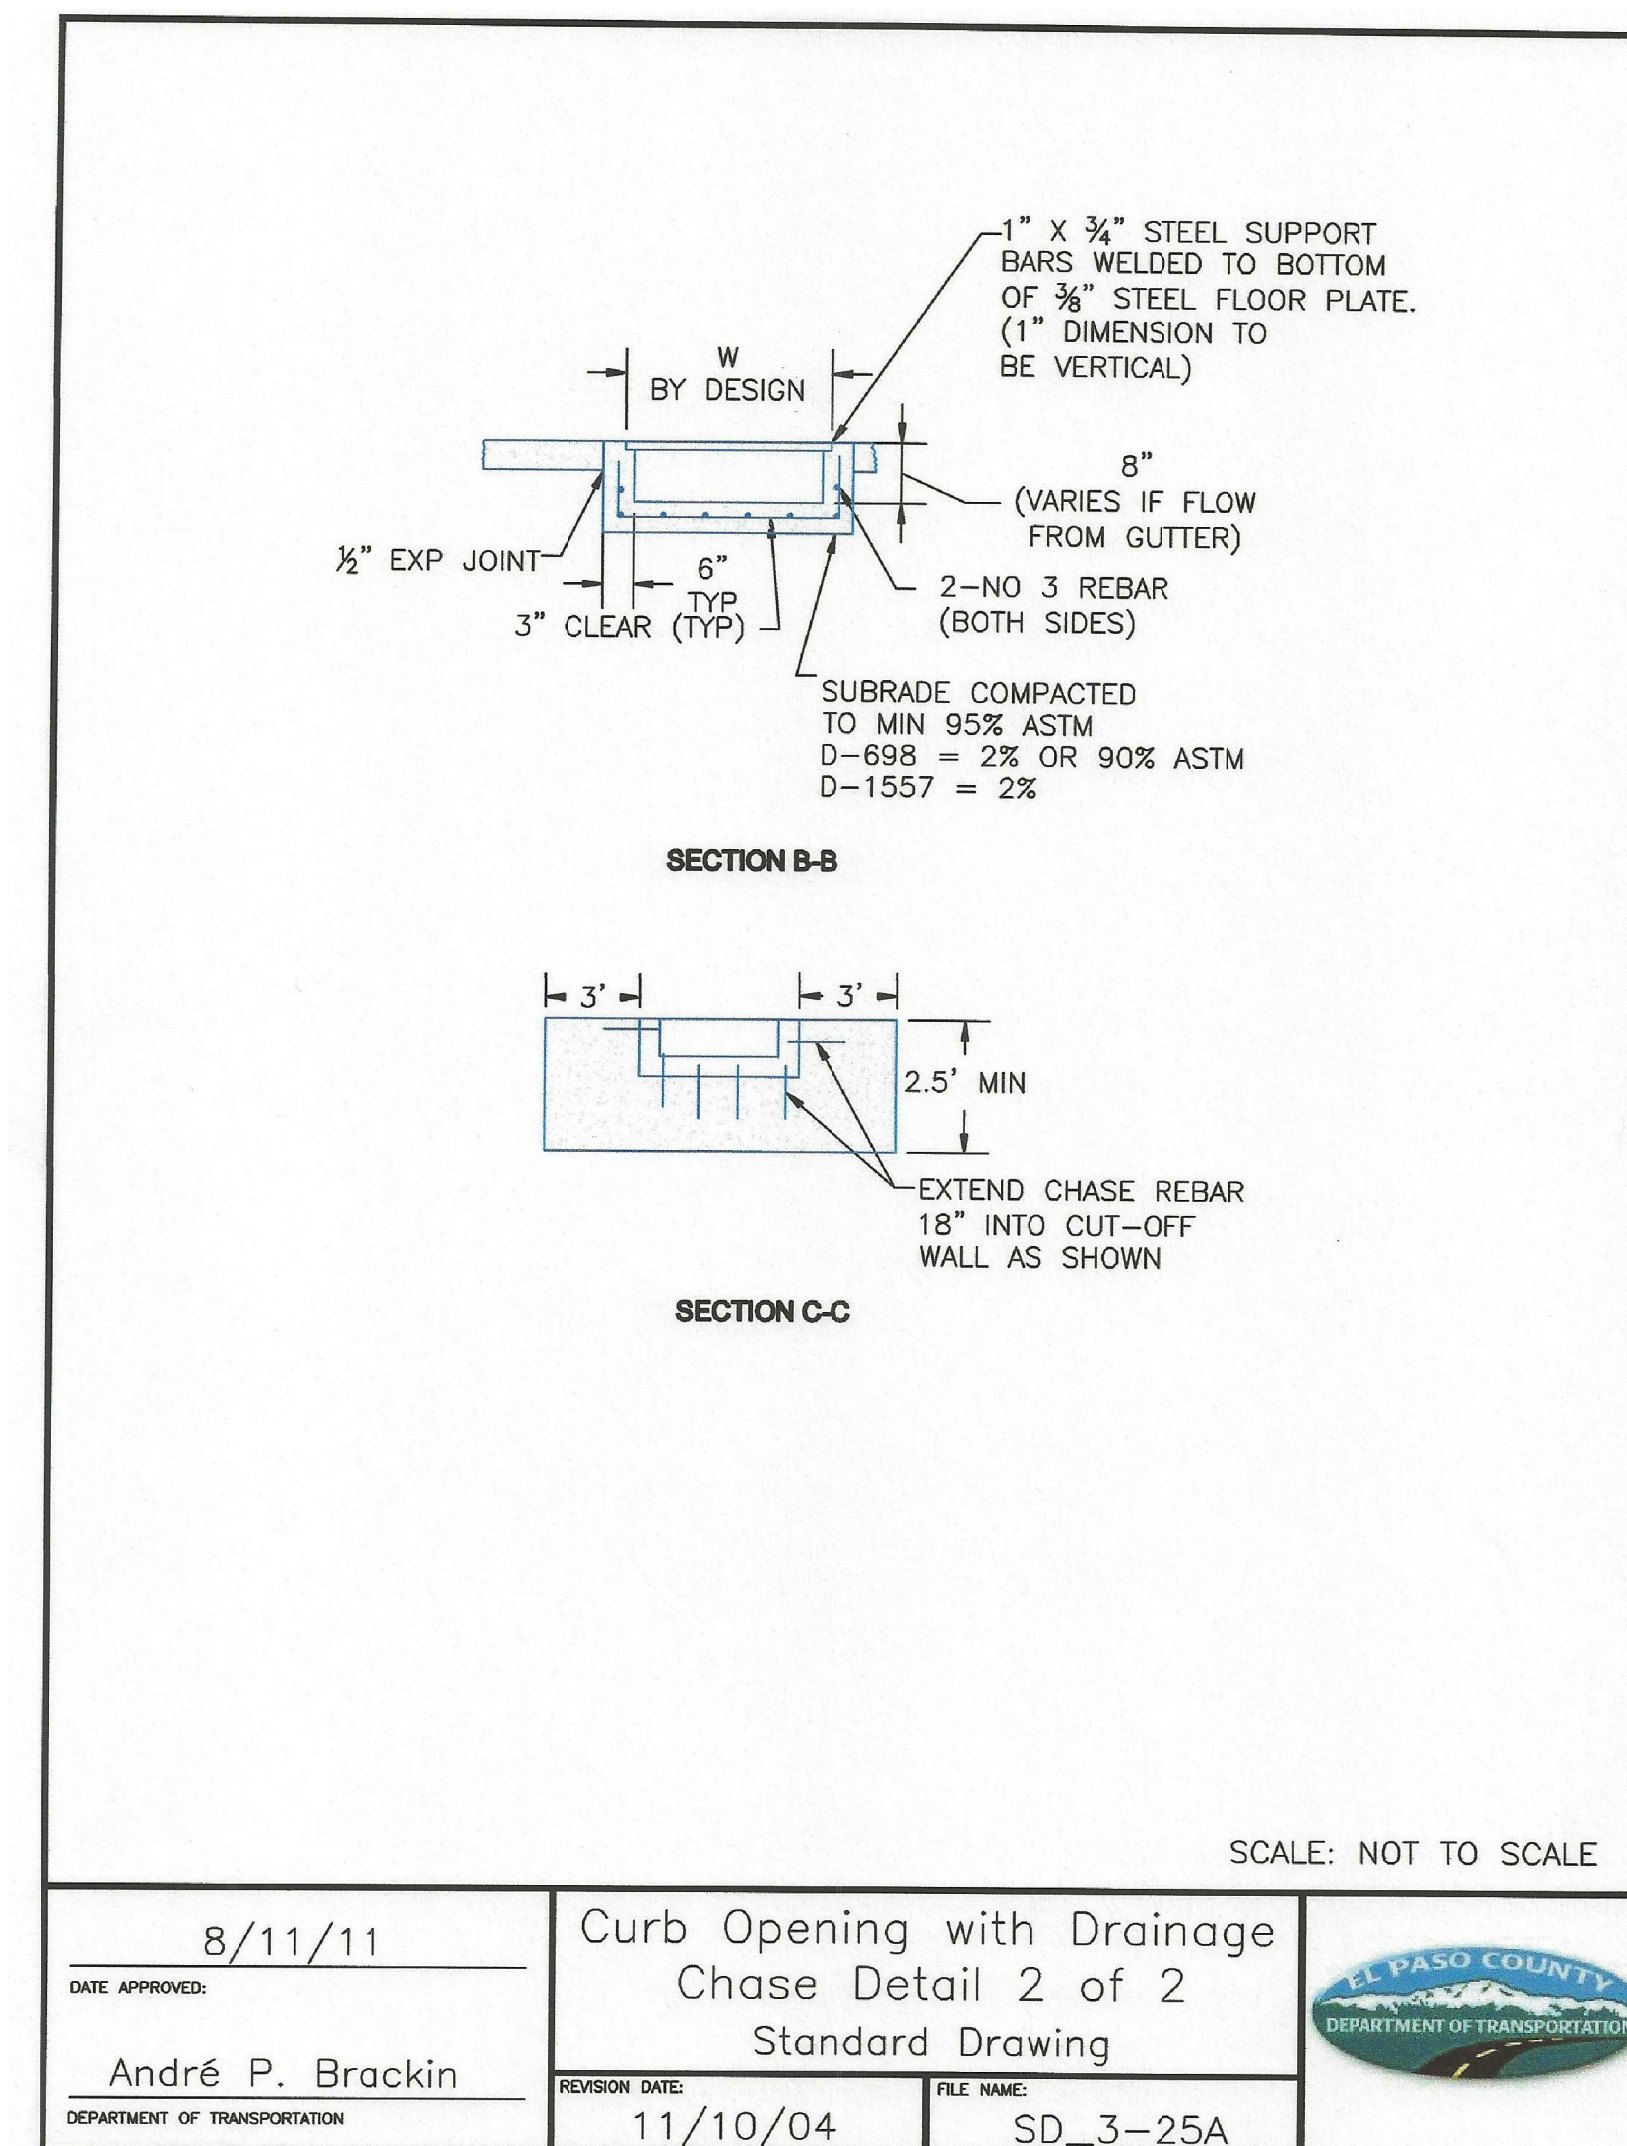 1” X ¾” STEEL SUPPORT
BARS WELDED TO BOTTOM
OF ⅜” STEEL FLOOR PLATE.
(1” DIMENSION TO
BE VERTICAL)
W
BY DESIGN
8”
(VARIES IF FLOW
FROM GUTTER)
½” EXP JOINT
6”
TYP
3” CLEAR (TYP)
2-NO 3 REBAR
(BOTH SIDES)
SUBRADE COMPACTED
TO MIN 95% ASTM
D-698 = 2% OR 90% ASTM
D-1557 = 2%
SECTION B-B
3'
3'
2.5' MIN
EXTEND CHASE REBAR
18” INTO CUT-OFF
WALL AS SHOWN
SECTION C-C
SCALE: NOT TO SCALE
8/11/11
DATE APPROVED:
André P. Brackin
DEPARTMENT OF TRANSPORTATION
Curb Opening with Drainage
Chase Detail 2 of 2
Standard Drawing
REVISION DATE:
11/10/04
FILE NAME:
SD_3-25A
EL PASO COUNTY
DEPARTMENT OF TRANSPORTATION